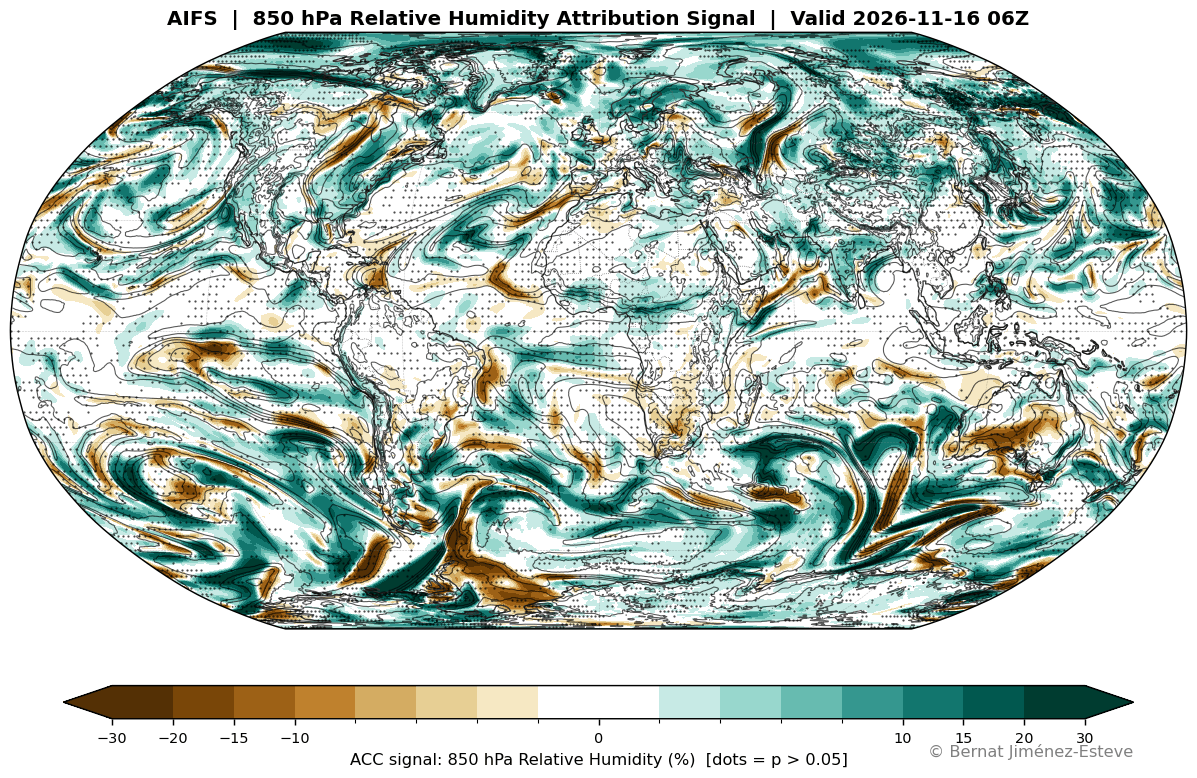 AIFS | 850 hPa Relative Humidity Attribution Signal | Valid 2026-11-16 06Z
−30 −20 −15 −10 0 10 15 20 30
ACC signal: 850 hPa Relative Humidity (%) [dots = p > 0.05]
© Bernat Jiménez-Esteve